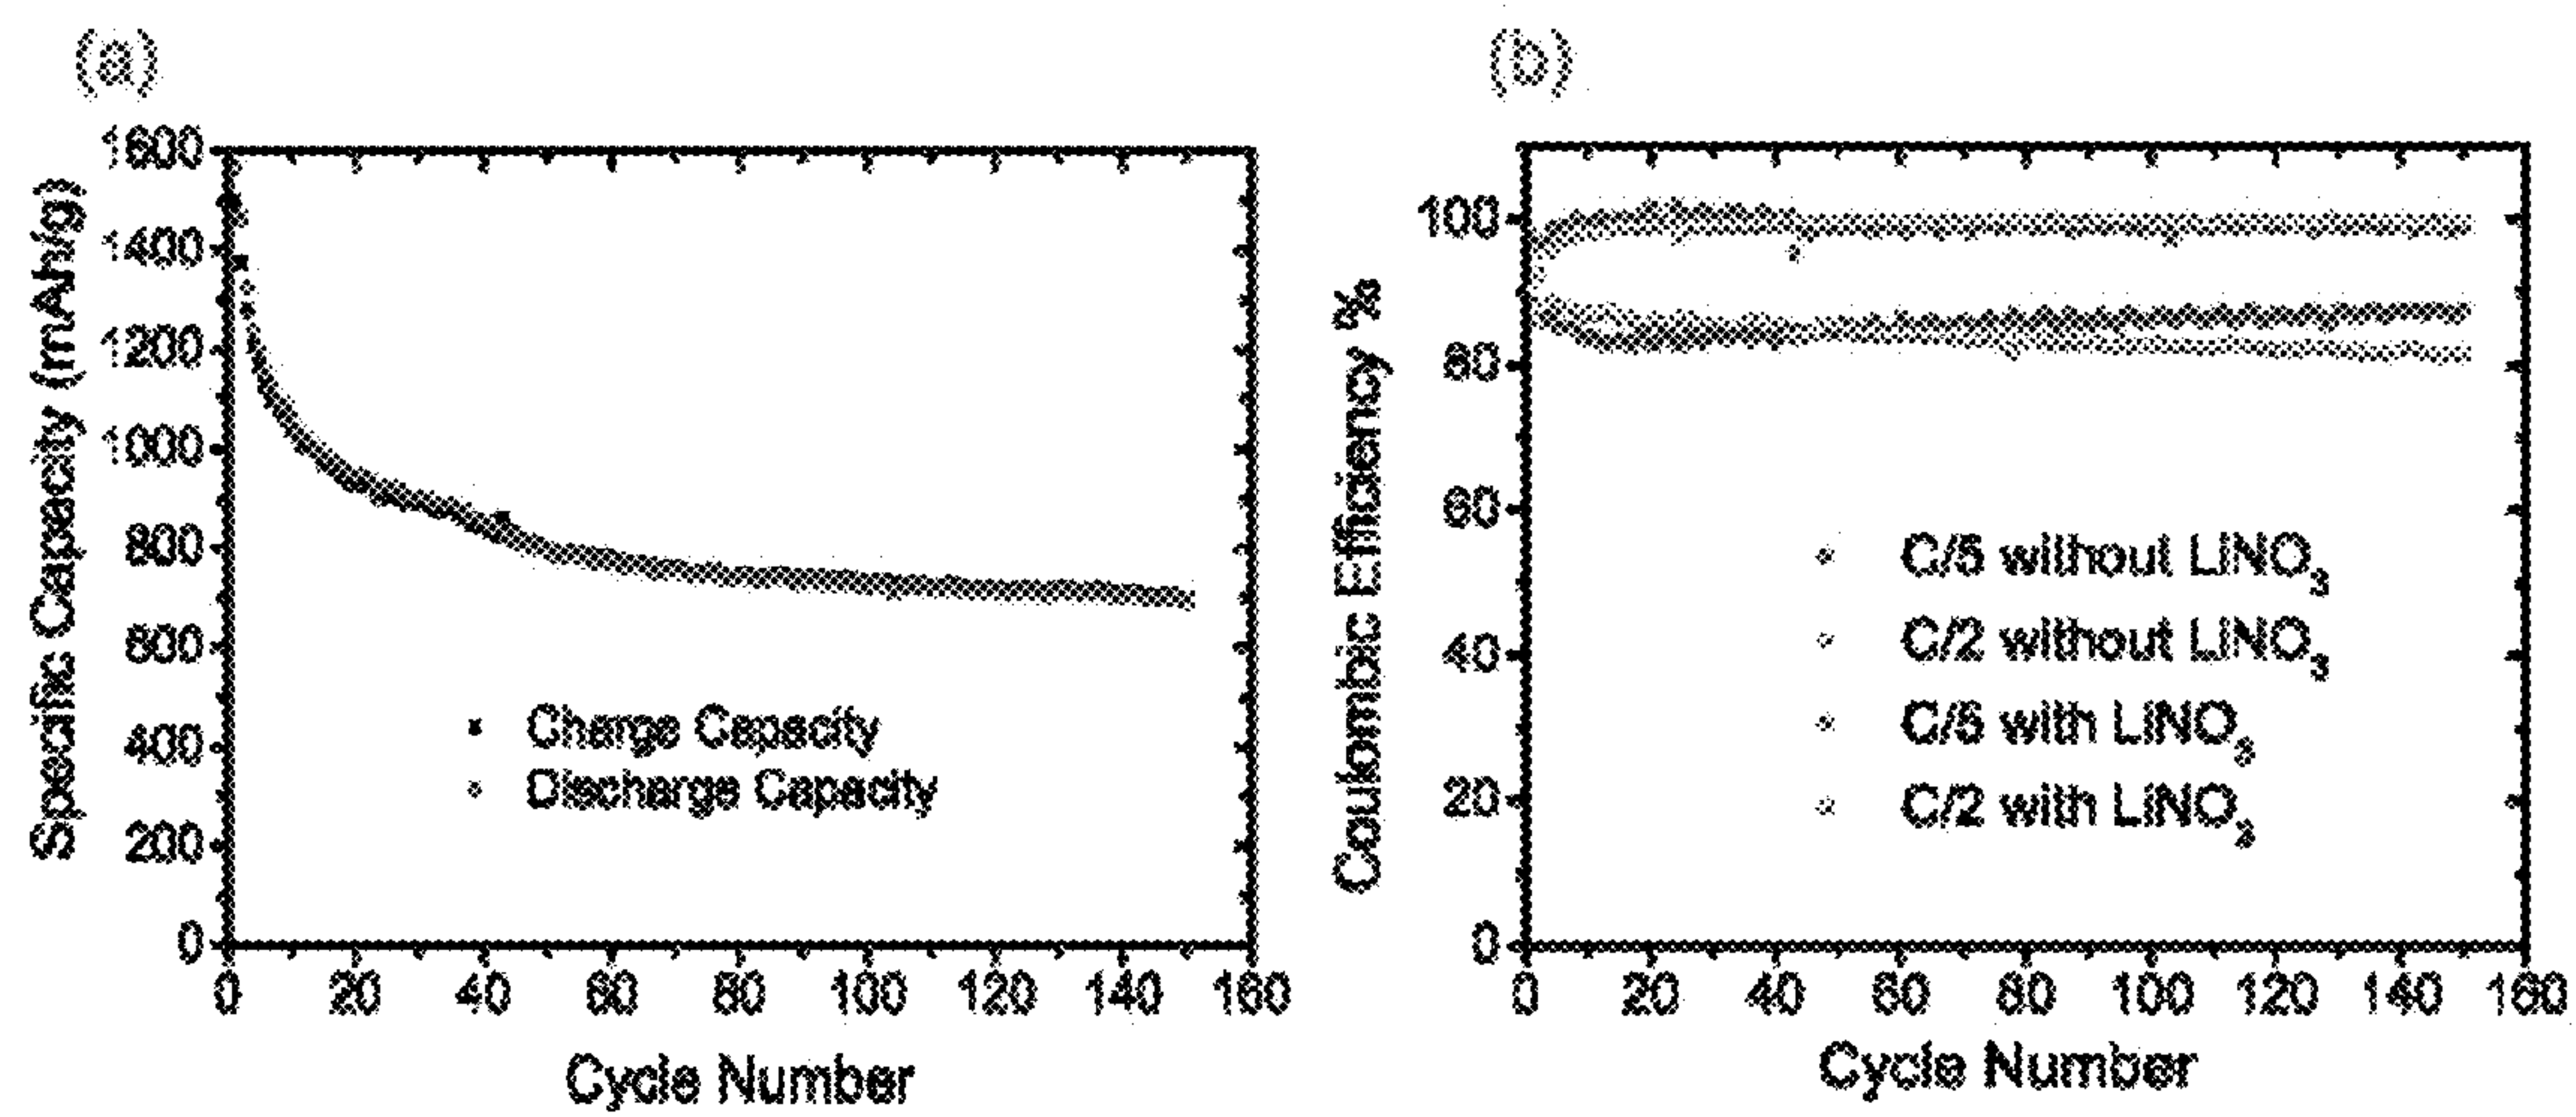 (a)
1600
1400
1200
1000
800
600
400
200
0
Specific Capacity (mAh/g)
Charge Capacity
Discharge Capacity
0 20 40 60 80 100 120 140 160
Cycle Number
(b)
100
80
60
40
20
0
Coulombic Efficiency %
C/5 without LiNO3
C/2 without LiNO3
C/5 with LiNO3
C/2 with LiNO3
0 20 40 60 80 100 120 140 160
Cycle Number